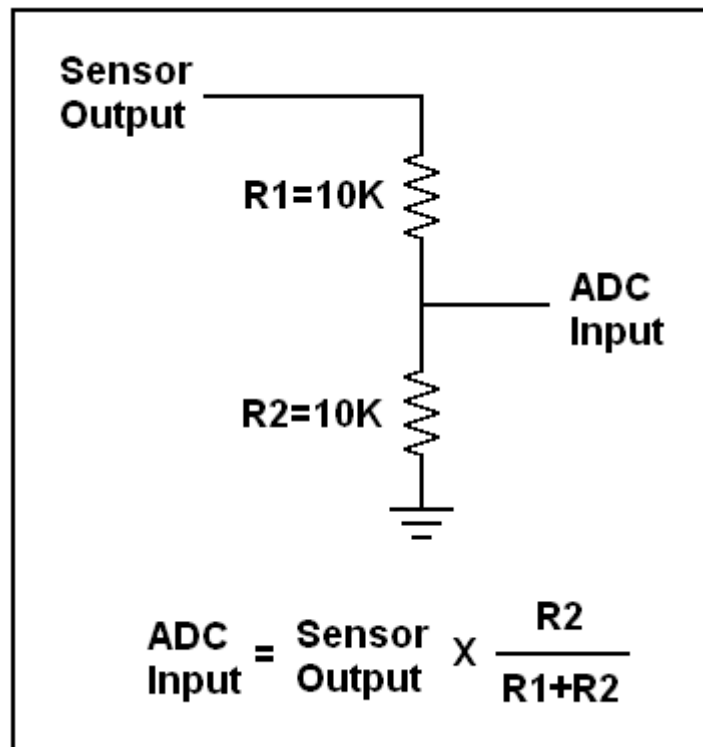 Sensor
Output
R1=10K
ADC
Input
R2=10K
ADC
Input
=
Sensor
Output
X
R2
R1+R2